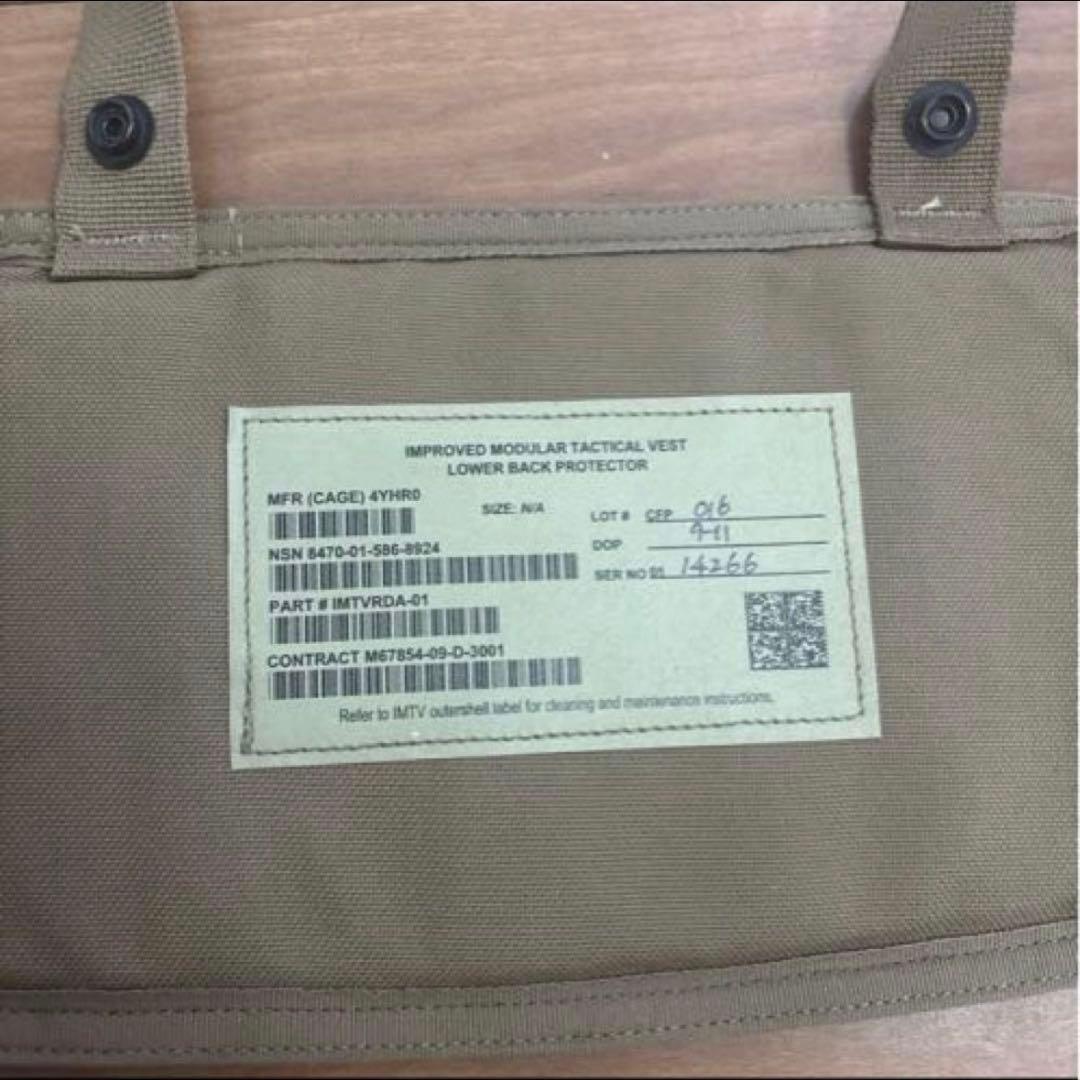 IMPROVED MODULAR TACTICAL VEST
LOWER BACK PROTECTOR
MFR (CAGE) 4YHR0
SIZE: N/A
LOT # CFP 016
NSN 8470-01-586-8924
DOP 9-11
SER NO 14266
PART # IMTVRDA-01
CONTRACT M67854-09-D-3001
Refer to IMTV outershell label for cleaning and maintenance instructions.